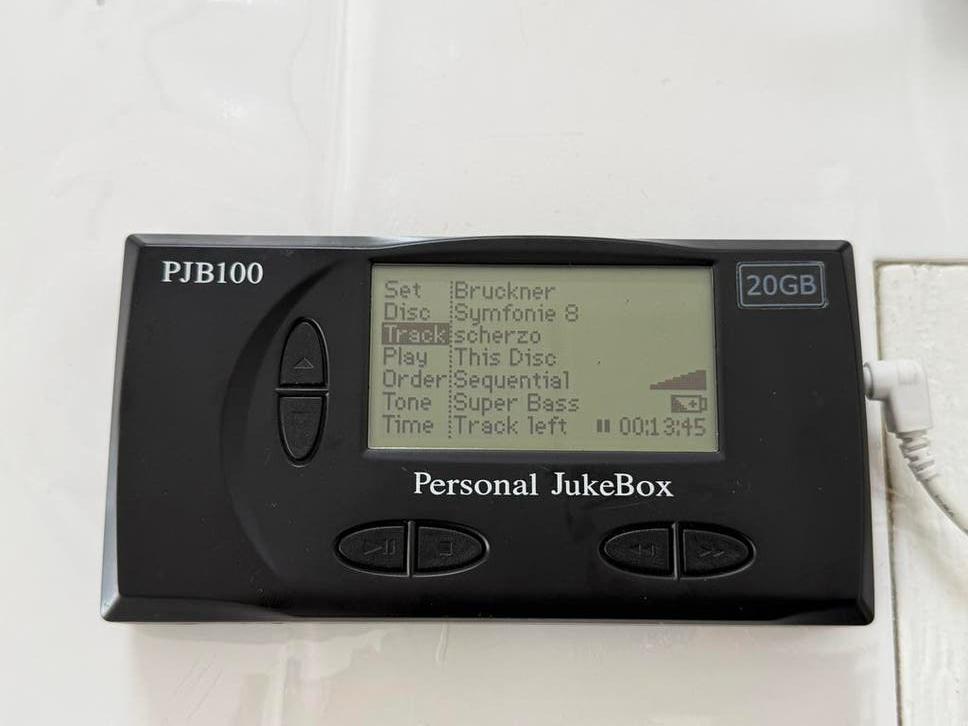 PJB100
20GB
Set Bruckner
Disc Symfonie 8
Track scherzo
Play This Disc
Order Sequential
Tone Super Bass
Time Track left 00:13:45
Personal JukeBox